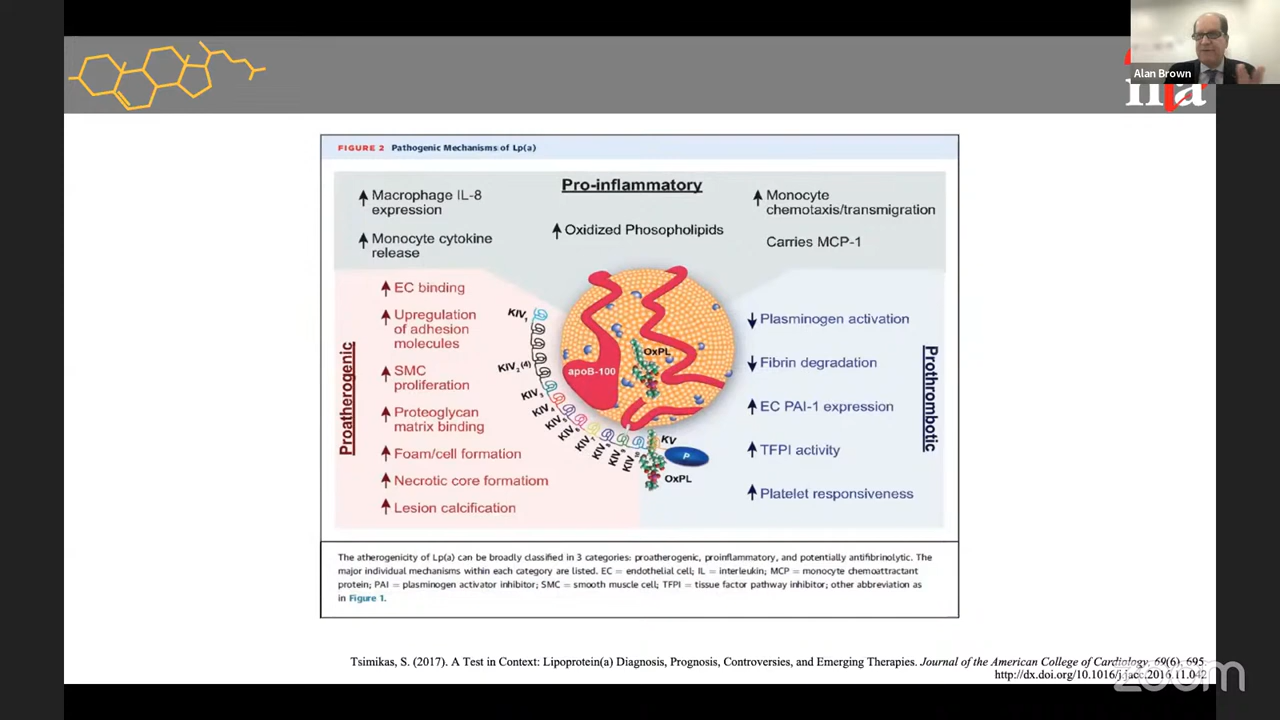 Alan Brown
FIGURE 2 Pathogenic Mechanisms of Lp(a)
Pro-inflammatory
Macrophage IL-8
expression
Monocyte cytokine
release
Oxidized Phosopholipids
Monocyte
chemotaxis/transmigration
Carries MCP-1
Proatherogenic
EC binding
Upregulation
of adhesion
molecules
SMC
proliferation
Proteoglycan
matrix binding
Foam/cell formation
Necrotic core formatiom
Lesion calcification
KIV1
KIV2 (4)
KIV3
KIV4
KIV5
KIV6
KIV7
KIV8
KIV9
KIV10
apoB-100
OxPL
KV
P
OxPL
Prothrombotic
Plasminogen activation
Fibrin degradation
EC PAI-1 expression
TFPI activity
Platelet responsiveness
The atherogenicity of Lp(a) can be broadly classified in 3 categories: proatherogenic, proinflammatory, and potentially antifibrinolytic. The
major individual mechanisms within each category are listed. EC = endothelial cell; IL = interleukin; MCP = monocyte chemoattractant
protein; PAI = plasminogen activator inhibitor; SMC = smooth muscle cell; TFPI = tissue factor pathway inhibitor; other abbreviation as
in Figure 1.
Tsimikas, S. (2017). A Test in Context: Lipoprotein(a) Diagnosis, Prognosis, Controversies, and Emerging Therapies. Journal of the American College of Cardiology, 69(6), 695.
http://dx.doi.org/10.1016/j.jacc.2016.11.042
zoom